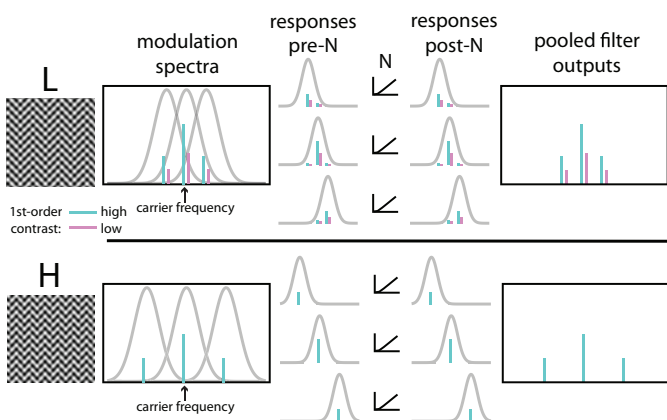 modulation
spectra
responses
pre-N
N
responses
post-N
pooled filter
outputs
L
carrier frequency
1st-order high
contrast: low
H
carrier frequency